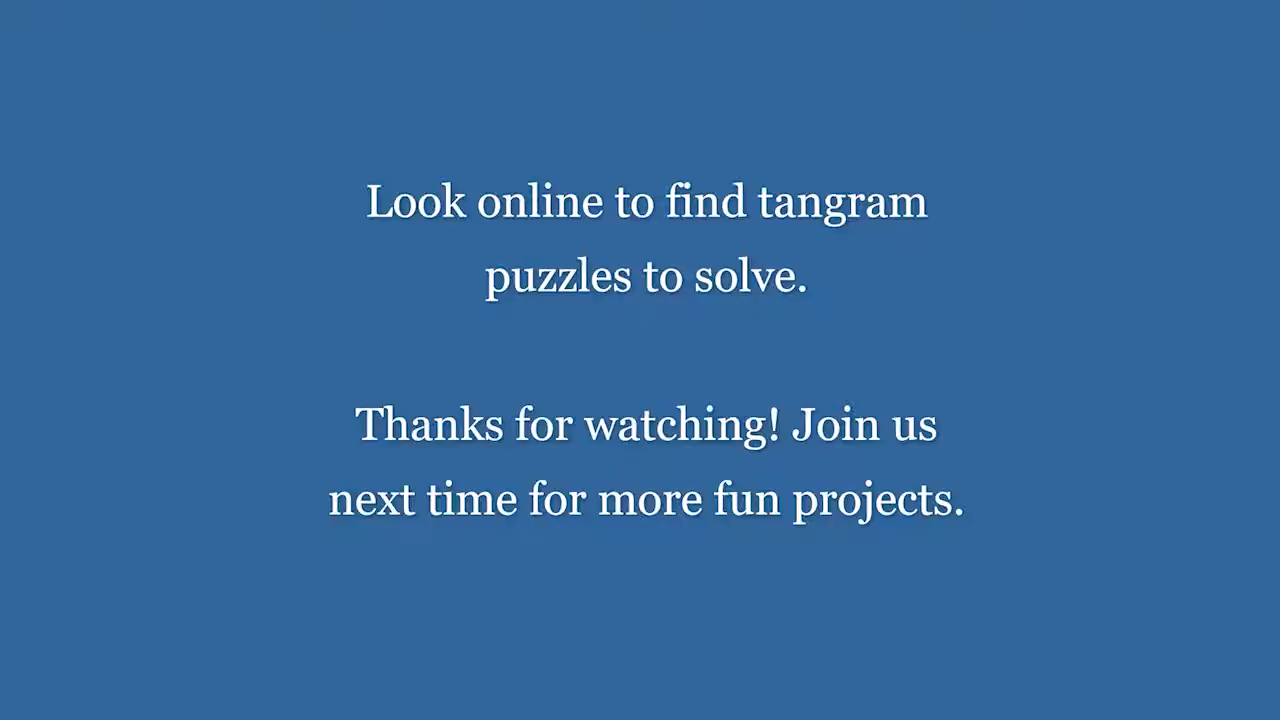 Look online to find tangram
puzzles to solve.
Thanks for watching! Join us
next time for more fun projects.